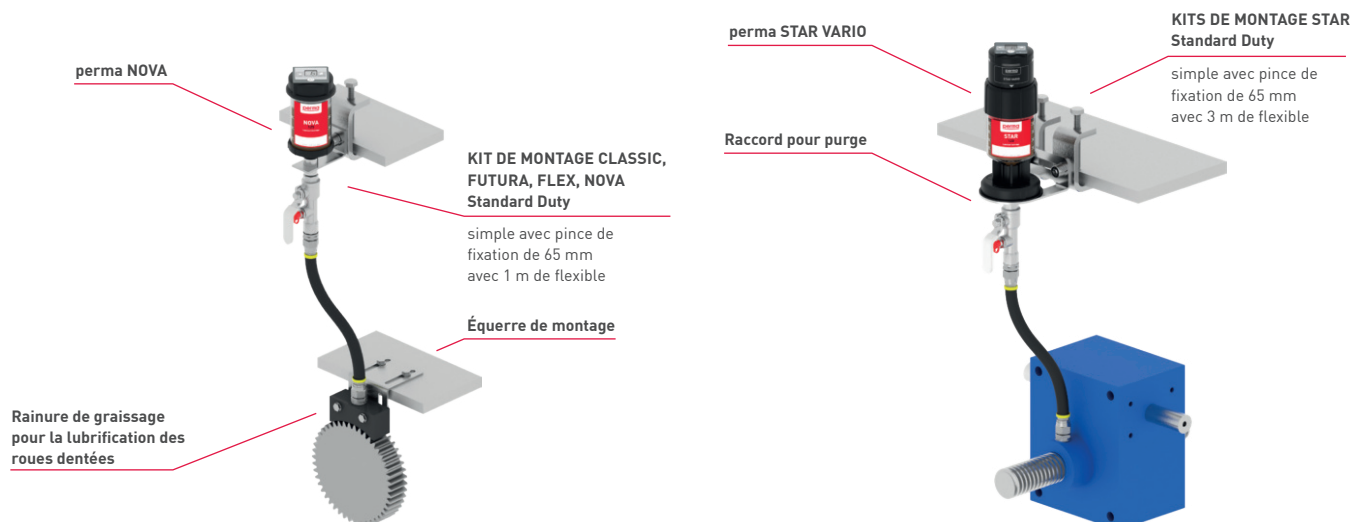 perma NOVA
KIT DE MONTAGE CLASSIC,
FUTURA, FLEX, NOVA
Standard Duty
simple avec pince de
fixation de 65 mm
avec 1 m de flexible
Équerre de montage
Rainure de graissage
pour la lubrification des
roues dentées
NOVA
perma STAR VARIO
KITS DE MONTAGE STAR
Standard Duty
simple avec pince de
fixation de 65 mm
avec 3 m de flexible
Raccord pour purge
STAR